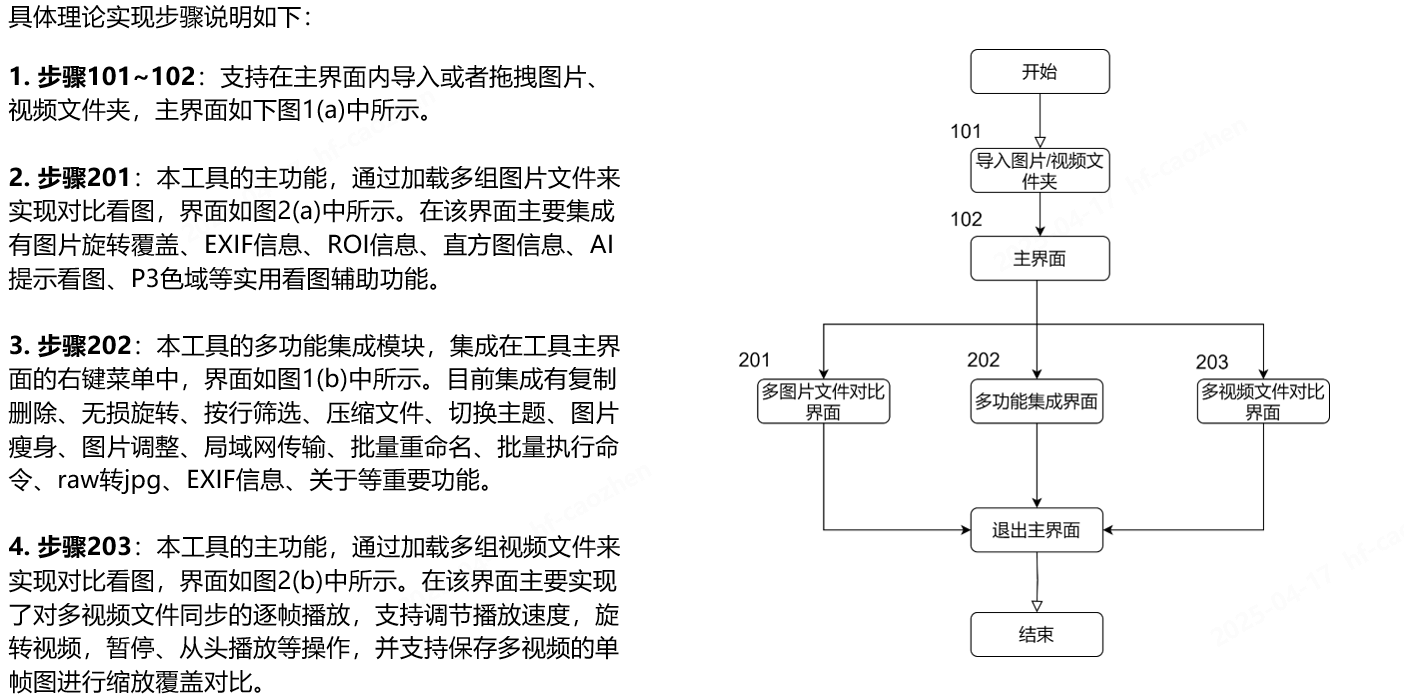 具体理论实现步骤说明如下：
1. 步骤101~102：支持在主界面内导入或者拖拽图片、
视频文件夹，主界面如下图1(a)中所示。
2. 步骤201：本工具的主功能，通过加载多组图片文件来
实现对比看图，界面如图2(a)中所示。在该界面主要集成
有图片旋转覆盖、EXIF信息、ROI信息、直方图信息、AI
提示看图、P3色域等实用看图辅助功能。
3. 步骤202：本工具的多功能集成模块，集成在工具主界
面的右键菜单中，界面如图1(b)中所示。目前集成有复制
删除、无损旋转、按行筛选、压缩文件、切换主题、图片
瘦身、图片调整、局域网传输、批量重命名、批量执行命
令、raw转jpg、EXIF信息、关于等重要功能。
4. 步骤203：本工具的主功能，通过加载多组视频文件来
实现对比看图，界面如图2(b)中所示。在该界面主要实现
了对多视频文件同步的逐帧播放，支持调节播放速度，旋
转视频，暂停、从头播放等操作，并支持保存多视频的单
帧图进行缩放覆盖对比。
开始
101
导入图片/视频文
件夹
102
主界面
201
多图片文件对比
界面
202
多功能集成界面
203
多视频文件对比
界面
退出主界面
结束
hf-caozhen
2025-04-17